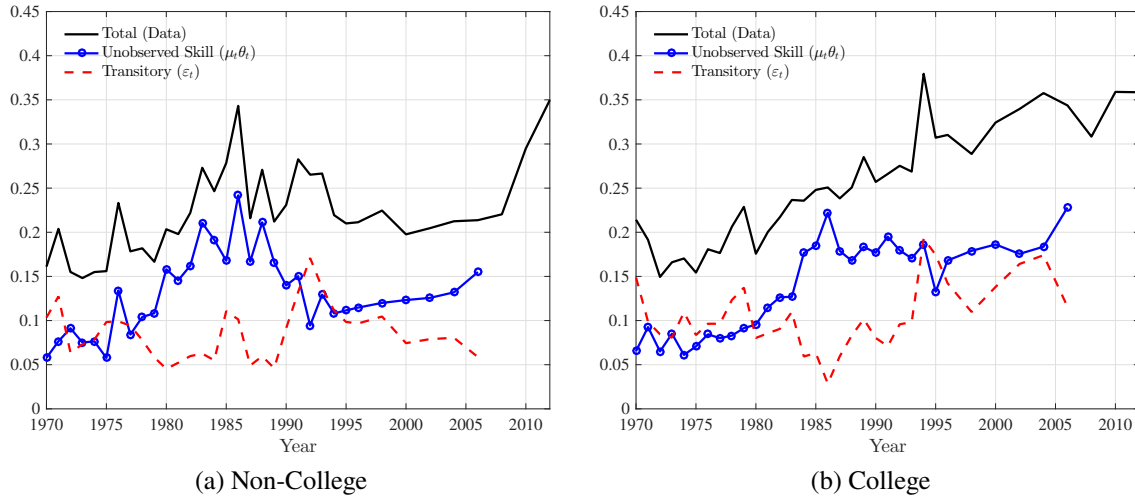 0.45
0.4
0.35
0.3
0.25
0.2
0.15
0.1
0.05
0
Total (Data)
Unobserved Skill (μₜθₜ)
Transitory (εₜ)
1970 1975 1980 1985 1990 1995 2000 2005 2010
Year
(a) Non-College
0.45
0.4
0.35
0.3
0.25
0.2
0.15
0.1
0.05
0
Total (Data)
Unobserved Skill (μₜθₜ)
Transitory (εₜ)
1970 1975 1980 1985 1990 1995 2000 2005 2010
Year
(b) College